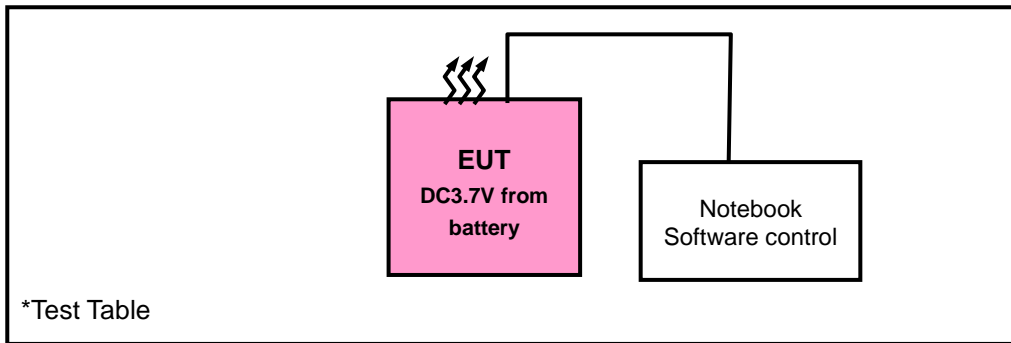 EUT
DC3.7V from
battery
Notebook
Software control
*Test Table